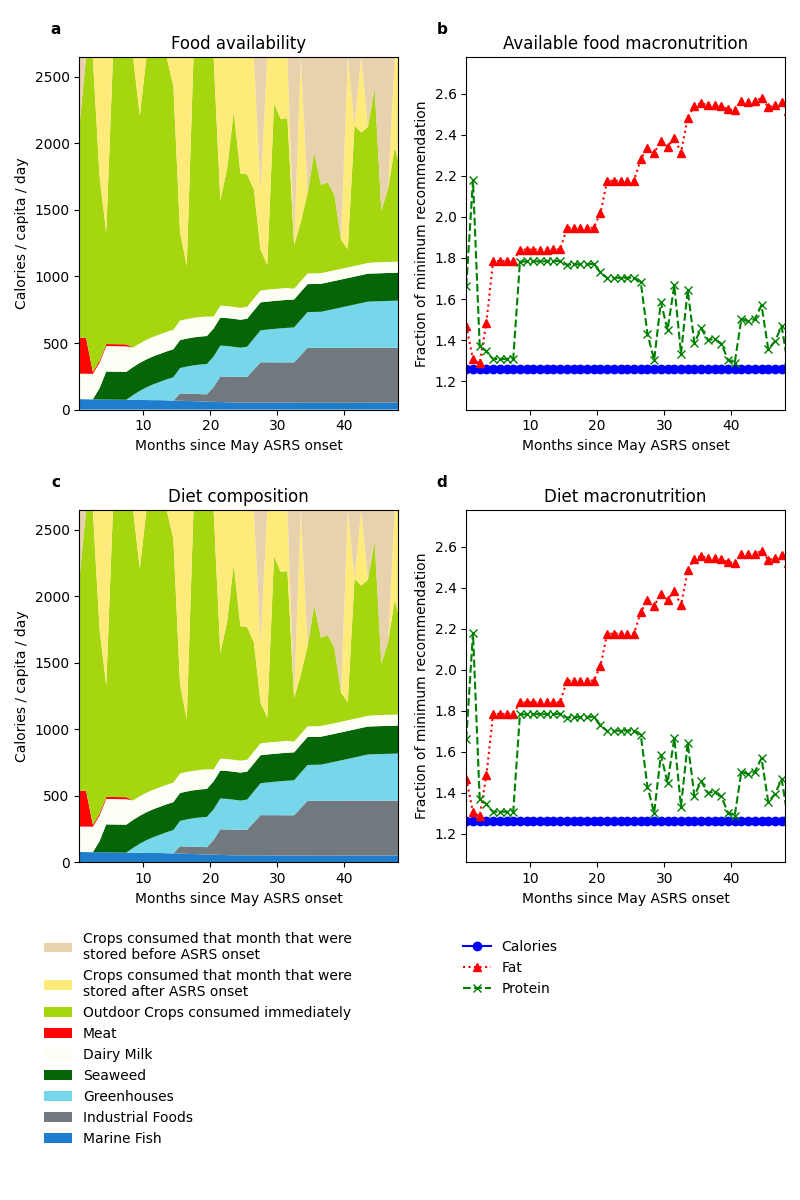 a
Food availability
Calories / capita / day
2500
2000
1500
1000
500
0
10
20
30
40
Months since May ASRS onset
b
Available food macronutrition
Fraction of minimum recommendation
2.6
2.4
2.2
2.0
1.8
1.6
1.4
1.2
10
20
30
40
Months since May ASRS onset
c
Diet composition
Calories / capita / day
2500
2000
1500
1000
500
0
10
20
30
40
Months since May ASRS onset
d
Diet macronutrition
Fraction of minimum recommendation
2.6
2.4
2.2
2.0
1.8
1.6
1.4
1.2
10
20
30
40
Months since May ASRS onset
Crops consumed that month that were
stored before ASRS onset
Crops consumed that month that were
stored after ASRS onset
Outdoor Crops consumed immediately
Meat
Dairy Milk
Seaweed
Greenhouses
Industrial Foods
Marine Fish
Calories
Fat
Protein